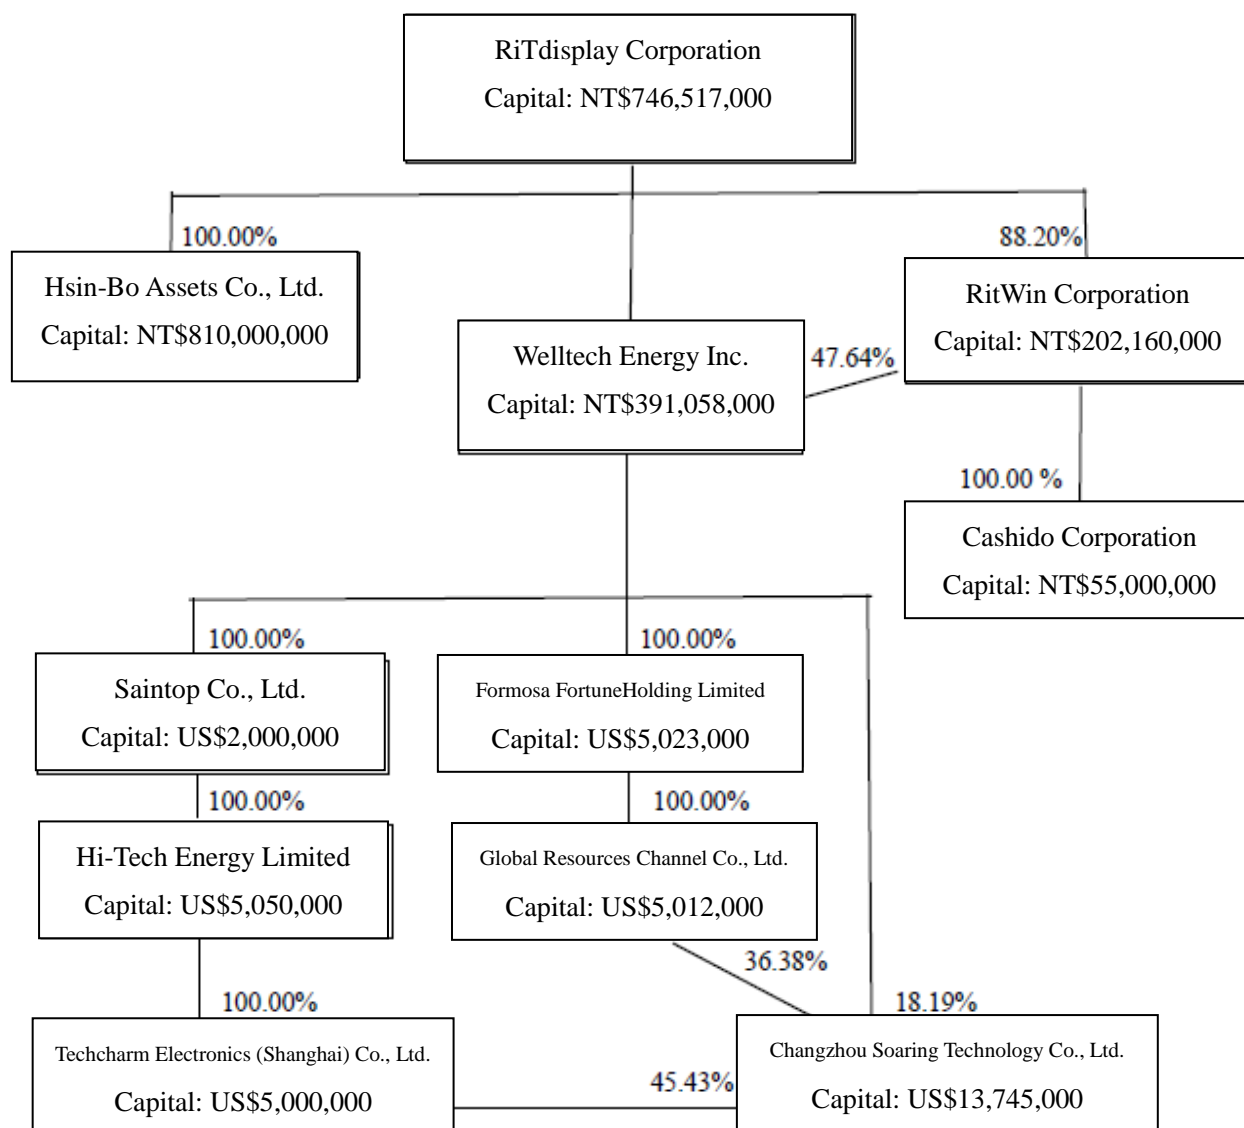 RiTdisplay Corporation
Capital: NT$746,517,000
100.00%
88.20%
Hsin-Bo Assets Co., Ltd.
Capital: NT$810,000,000
RitWin Corporation
Capital: NT$202,160,000
Welltech Energy Inc.
Capital: NT$391,058,000
47.64%
100.00 %
Cashido Corporation
Capital: NT$55,000,000
100.00%
100.00%
Saintop Co., Ltd.
Capital: US$2,000,000
Formosa FortuneHolding Limited
Capital: US$5,023,000
100.00%
100.00%
Hi-Tech Energy Limited
Capital: US$5,050,000
Global Resources Channel Co., Ltd.
Capital: US$5,012,000
36.38%
100.00%
18.19%
Techcharm Electronics (Shanghai) Co., Ltd.
Capital: US$5,000,000
45.43%
Changzhou Soaring Technology Co., Ltd.
Capital: US$13,745,000